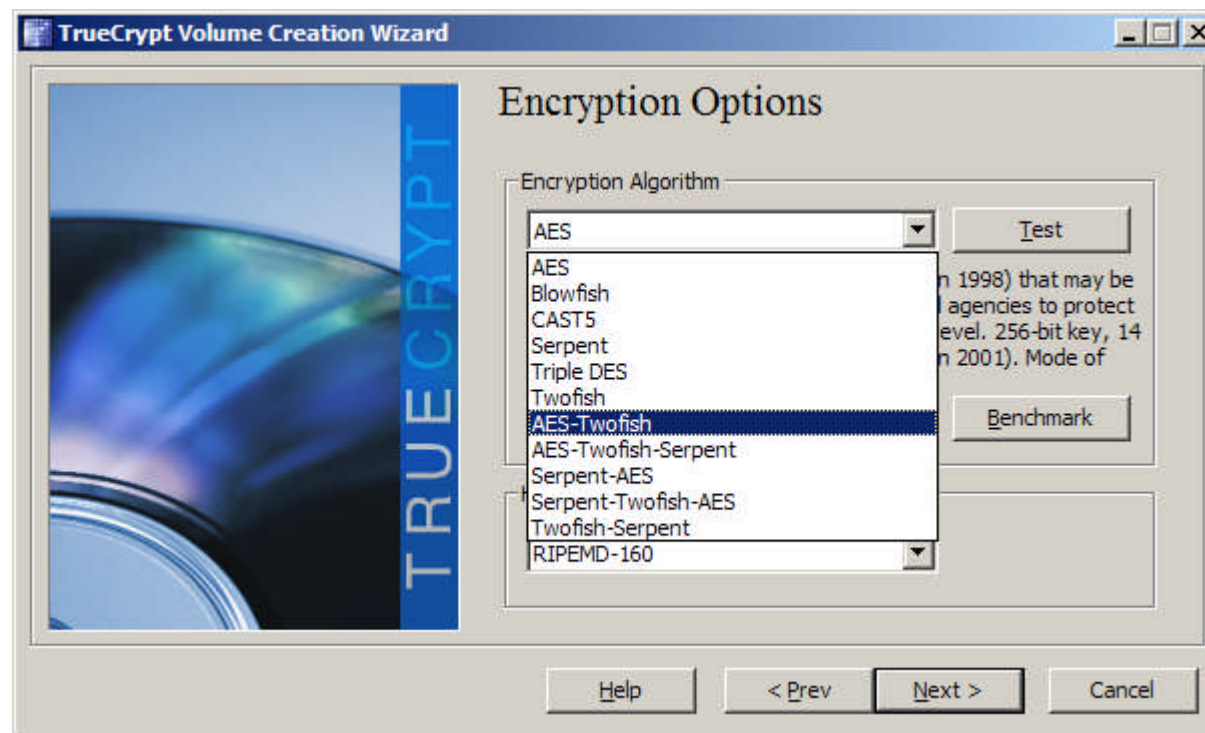 TrueCrypt Volume Creation Wizard
TRUECRYPT
Encryption Options
Encryption Algorithm
AES
Test
AES
Blowfish
CAST5
Serpent
Triple DES
Twofish
AES-Twofish
AES-Twofish-Serpent
Serpent-AES
Serpent-Twofish-AES
Twofish-Serpent
n 1998) that may be
agencies to protect
evel. 256-bit key, 14
n 2001). Mode of
Benchmark
RIPEMD-160
Help
< Prev
Next >
Cancel